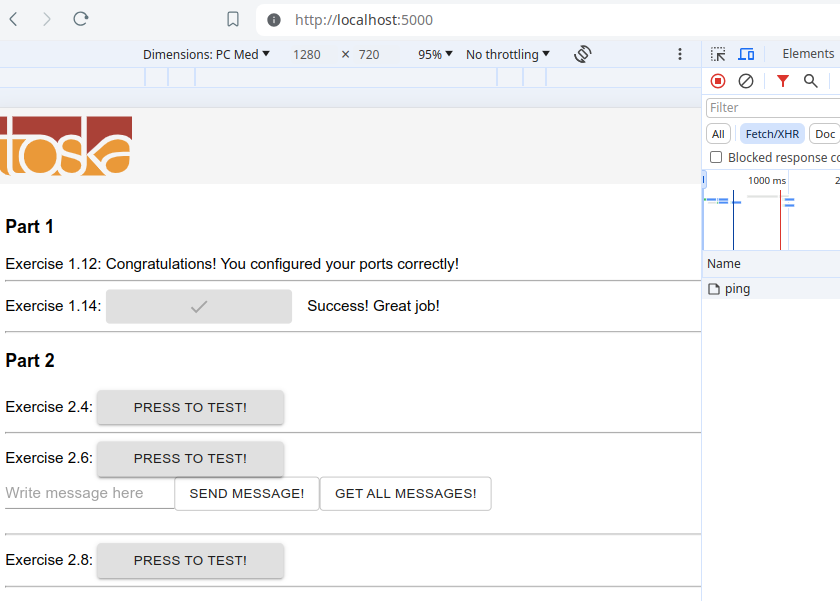 http://localhost:5000
Dimensions: PC Med 1280 × 720 95% No throttling
Elements
Filter
All Fetch/XHR Doc
Blocked response
1000 ms 2
toska
Name
ping
Part 1
Exercise 1.12: Congratulations! You configured your ports correctly!
Exercise 1.14: Success! Great job!
Part 2
Exercise 2.4: PRESS TO TEST!
Exercise 2.6: PRESS TO TEST!
Write message here SEND MESSAGE! GET ALL MESSAGES!
Exercise 2.8: PRESS TO TEST!